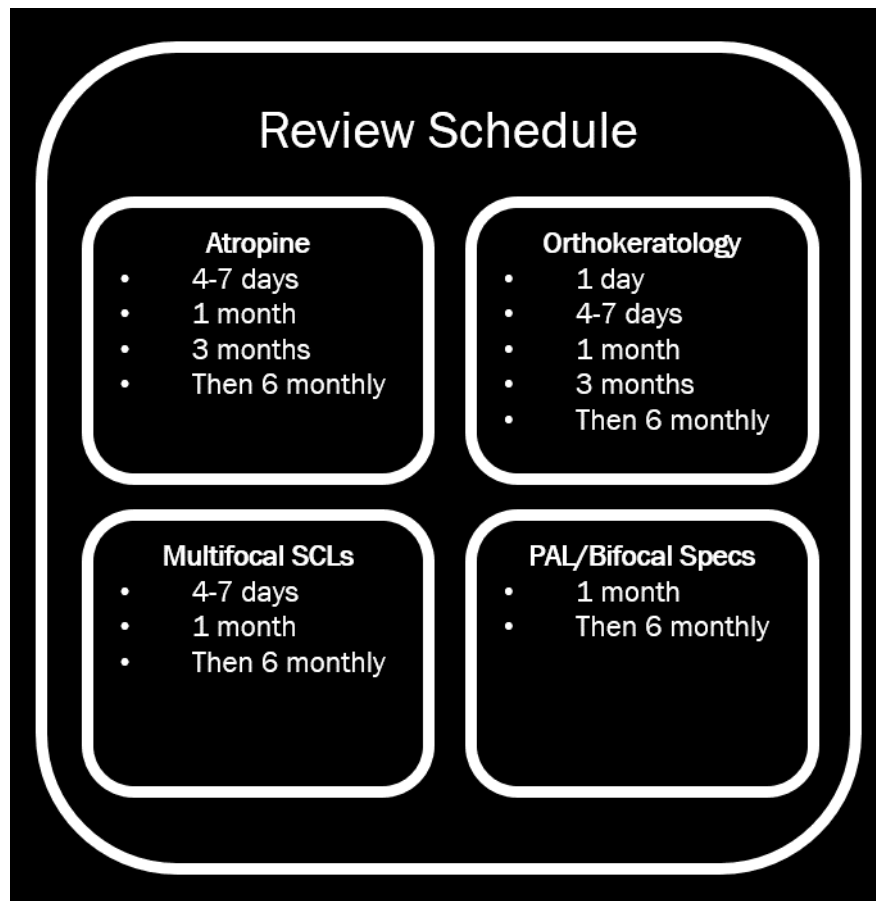 Review Schedule
Atropine
• 4-7 days
• 1 month
• 3 months
• Then 6 monthly
Orthokeratology
• 1 day
• 4-7 days
• 1 month
• 3 months
• Then 6 monthly
Multifocal SCLs
• 4-7 days
• 1 month
• Then 6 monthly
PAL/Bifocal Specs
• 1 month
• Then 6 monthly